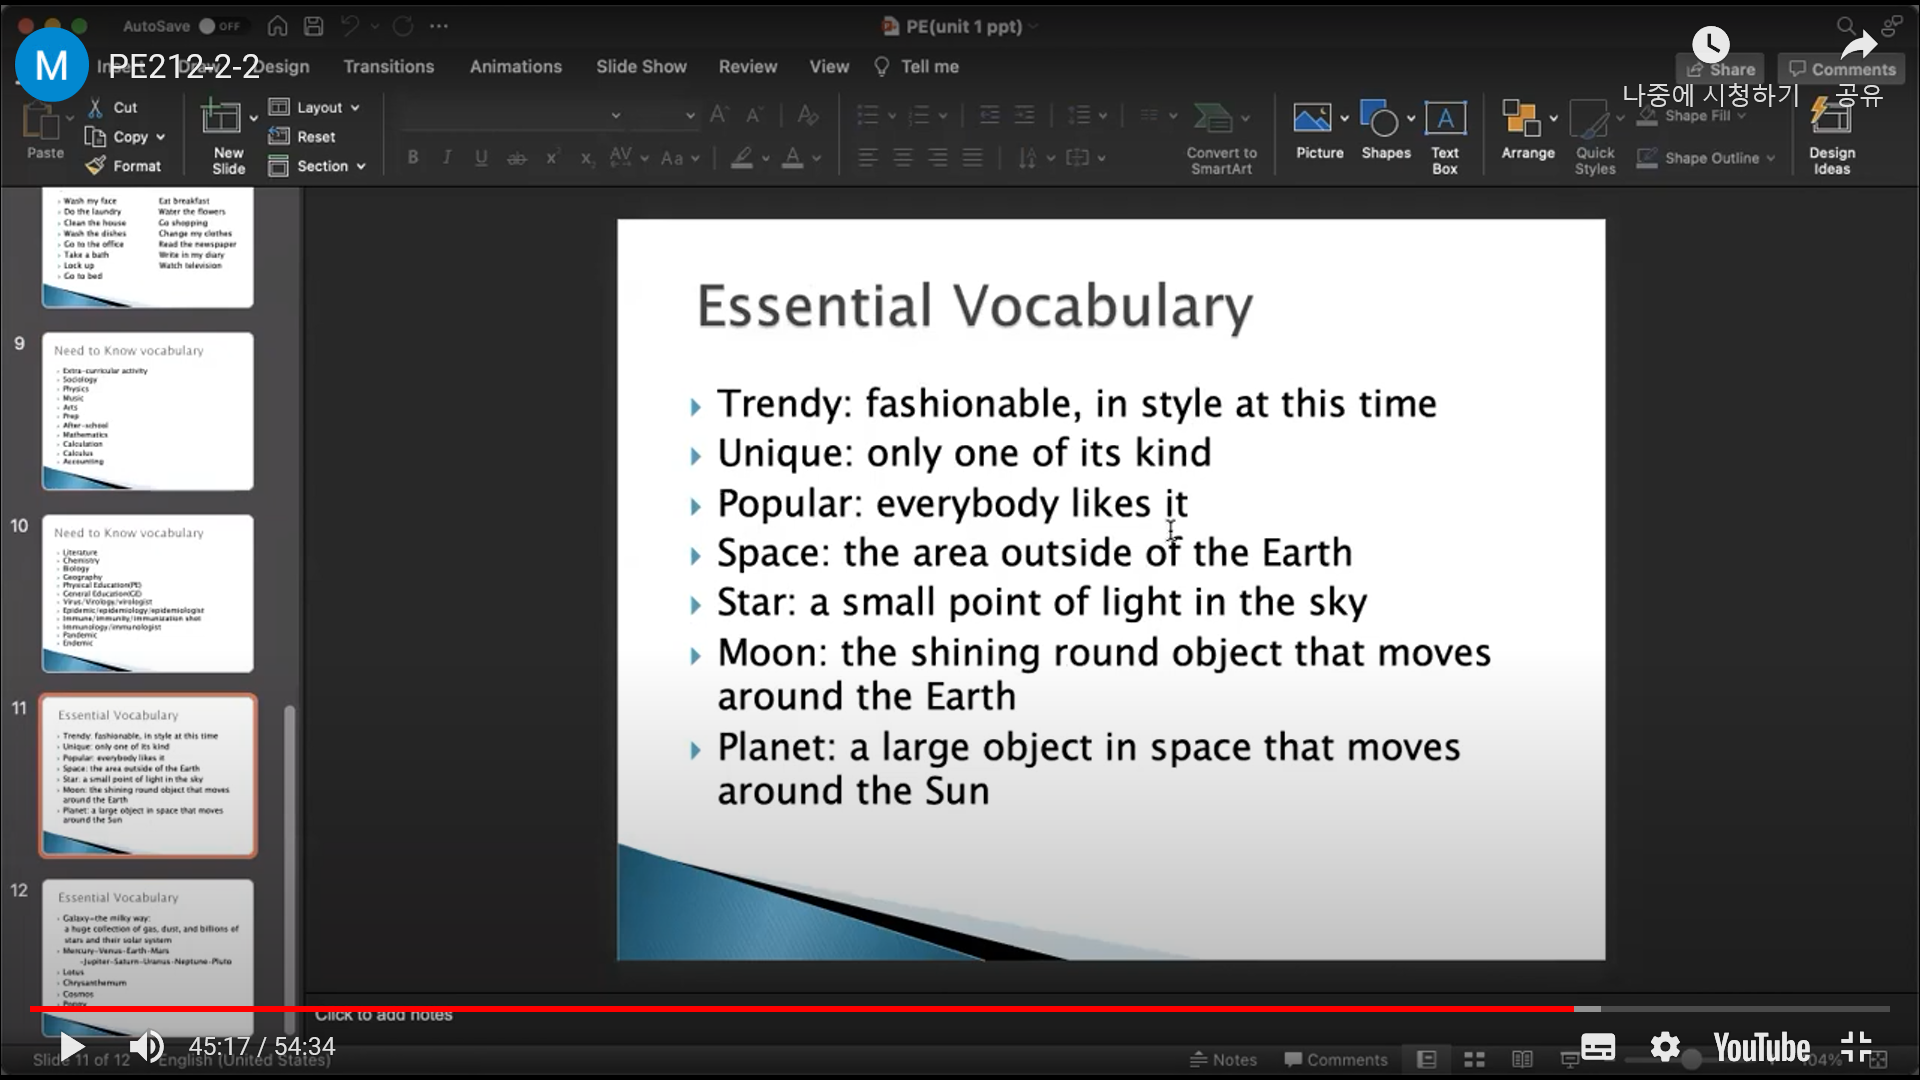 AutoSave OFF
PE(unit 1 ppt)
M PE212-2-2
Insert Draw Design Transitions Animations Slide Show Review View Tell me
Share Comments
나중에 시청하기 공유
Paste
Cut
Copy
Format
New Slide
Layout
Reset
Section
Convert to SmartArt
Picture
Shapes
Text Box
Arrange
Quick Styles
Shape Fill
Shape Outline
Design Ideas
Wash my face
Do the laundry
Clean the house
Wash the dishes
Go to the office
Take a bath
Lock up
Go to bed
Eat breakfast
Water the flowers
Go shopping
Change my clothes
Read the newspaper
Write in my diary
Watch television
9
Need to Know vocabulary
Extra-curricular activity
Sociology
Physics
Music
Arts
Prep
After-school
Mathematics
Calculation
Calculus
Accounting
10
Need to Know vocabulary
Literature
Chemistry
Biology
Geography
Physical Education(PE)
General Education(GE)
Virus/Virology/virologist
Epidemic/epidemiology/epidemiologist
Immune/immunity/immunization shot
Immunology/immunologist
Pandemic
Endemic
11
Essential Vocabulary
Trendy: fashionable, in style at this time
Unique: only one of its kind
Popular: everybody likes it
Space: the area outside of the Earth
Star: a small point of light in the sky
Moon: the shining round object that moves
around the Earth
Planet: a large object in space that moves
around the Sun
12
Essential Vocabulary
Galaxy-the milky way:
a huge collection of gas, dust, and billions of
stars and their solar system
Mercury-Venus-Earth-Mars
-Jupiter-Saturn-Uranus-Neptune-Pluto
Lotus
Chrysanthemum
Cosmos
Poppy
Essential Vocabulary
Trendy: fashionable, in style at this time
Unique: only one of its kind
Popular: everybody likes it
Space: the area outside of the Earth
Star: a small point of light in the sky
Moon: the shining round object that moves
around the Earth
Planet: a large object in space that moves
around the Sun
Click to add notes
45:17 / 54:34
YouTube
Slide 11 of 12 English (United States)
Notes Comments